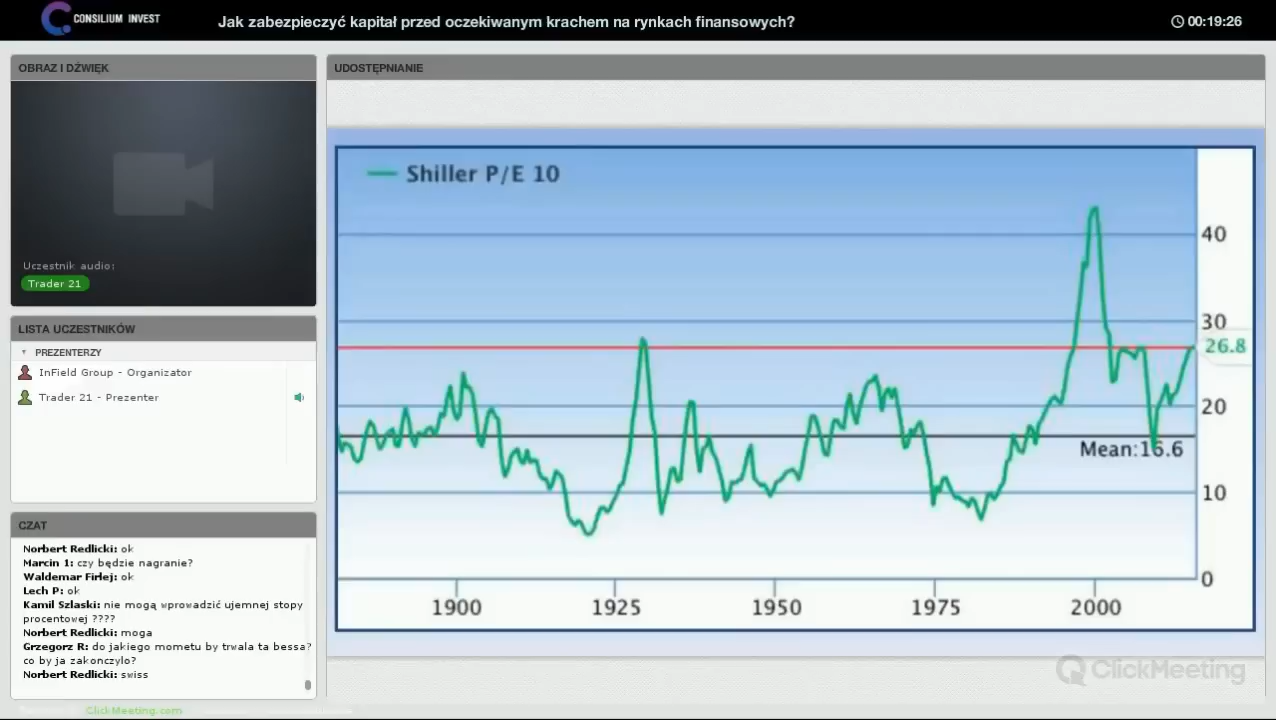 CONSILIUM INVEST
Jak zabezpieczyć kapitał przed oczekiwanym krachem na rynkach finansowych?
00:19:26
OBRAZ I DŹWIĘK
Uczestnik audio:
Trader 21
LISTA UCZESTNIKÓW
PREZENTERZY
InField Group - Organizator
Trader 21 - Prezenter
CZAT
Norbert Redlicki: ok
Marcin 1: czy będzie nagranie?
Waldemar Firlej: ok
Lech P: ok
Kamil Szlaski: nie mogą wprowadzić ujemnej stopy
procentowej ????
Norbert Redlicki: moga
Grzegorz R: do jakiego mometu by trwala ta bessa?
co by ja zakonczylo?
Norbert Redlicki: swiss
ClickMeeting.com
UDOSTĘPNIANIE
Shiller P/E 10
40
30
26.8
20
Mean:16.6
10
0
1900 1925 1950 1975 2000
ClickMeeting